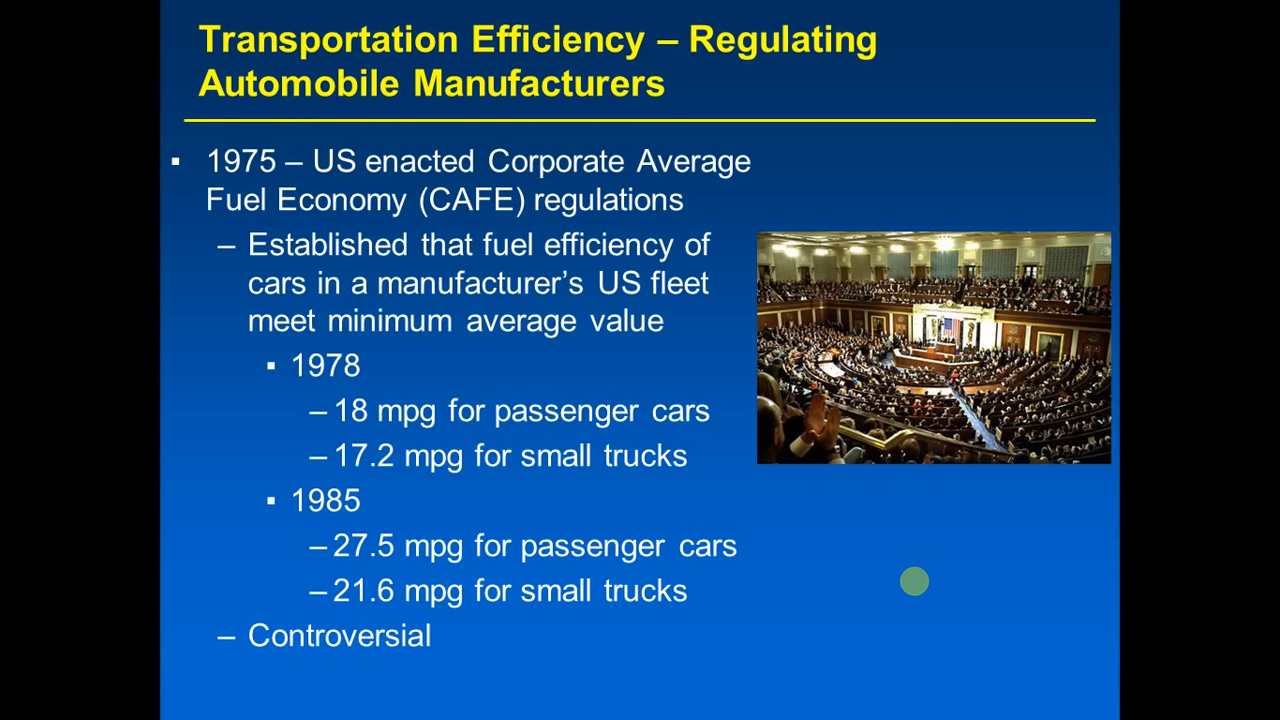 Transportation Efficiency – Regulating
Automobile Manufacturers
▪ 1975 – US enacted Corporate Average
Fuel Economy (CAFE) regulations
– Established that fuel efficiency of
cars in a manufacturer’s US fleet
meet minimum average value
▪ 1978
– 18 mpg for passenger cars
– 17.2 mpg for small trucks
▪ 1985
– 27.5 mpg for passenger cars
– 21.6 mpg for small trucks
– Controversial